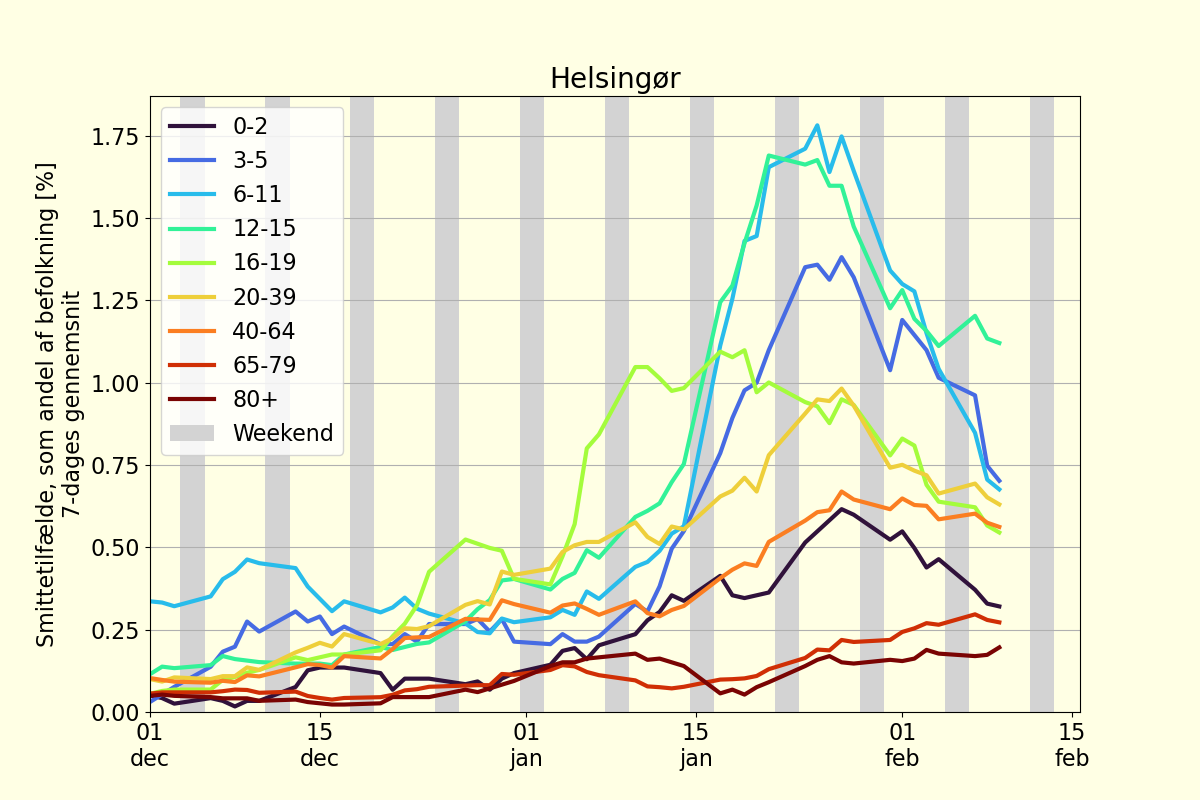 Helsingør
Smittetilfælde, som andel af befolkning [%]
7-dages gennemsnit
1.75
1.50
1.25
1.00
0.75
0.50
0.25
0.00
0-2
3-5
6-11
12-15
16-19
20-39
40-64
65-79
80+
Weekend
01 15 01 15 01 15
dec dec jan jan feb feb